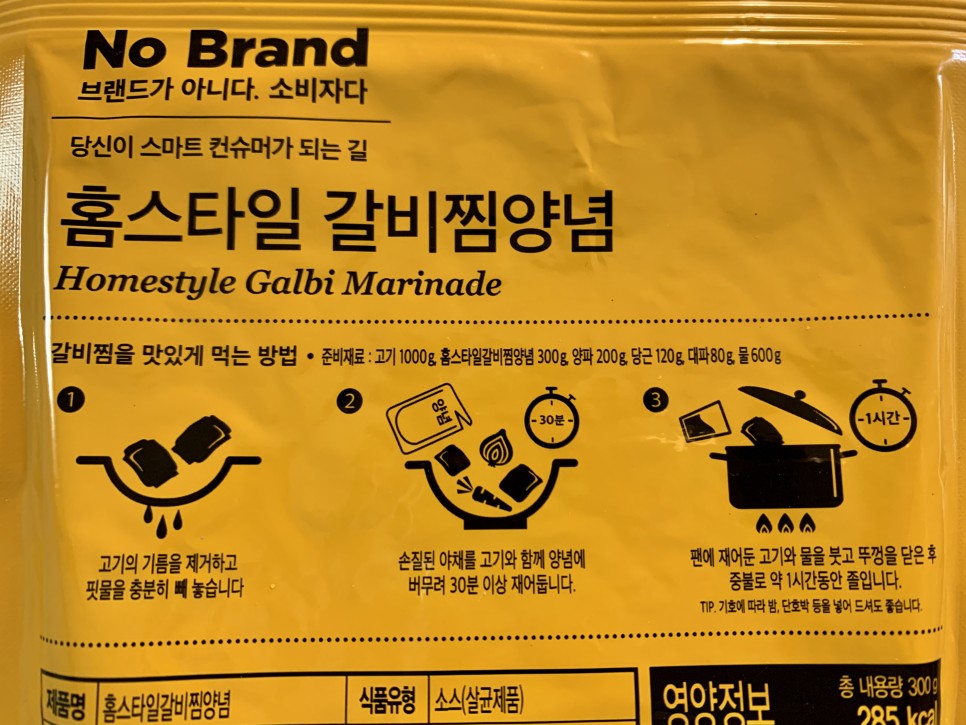 No Brand
브랜드가 아니다. 소비자다
당신이 스마트 컨슈머가 되는 길
홈스타일 갈비찜양념
Homestyle Galbi Marinade
갈비찜을 맛있게 먹는 방법 • 준비재료 : 고기 1000g, 홈스타일갈비찜양념 300g, 양파 200g, 당근 120g, 대파 80g, 물 600g
1
고기의 기름을 제거하고
핏물을 충분히 빼 놓습니다
2
양념
30분
손질된 야채를 고기와 함께 양념에
버무려 30분 이상 재어둡니다.
3
1시간
팬에 재어둔 고기와 물을 붓고 뚜껑을 닫은 후
중불로 약 1시간동안 졸입니다.
TIP. 기호에 따라 밤, 단호박 등을 넣어 드셔도 좋습니다.
제품명 홈스타일갈비찜양념 식품유형 소스(살균제품)
영양정보 총 내용량 300g
285 kcal